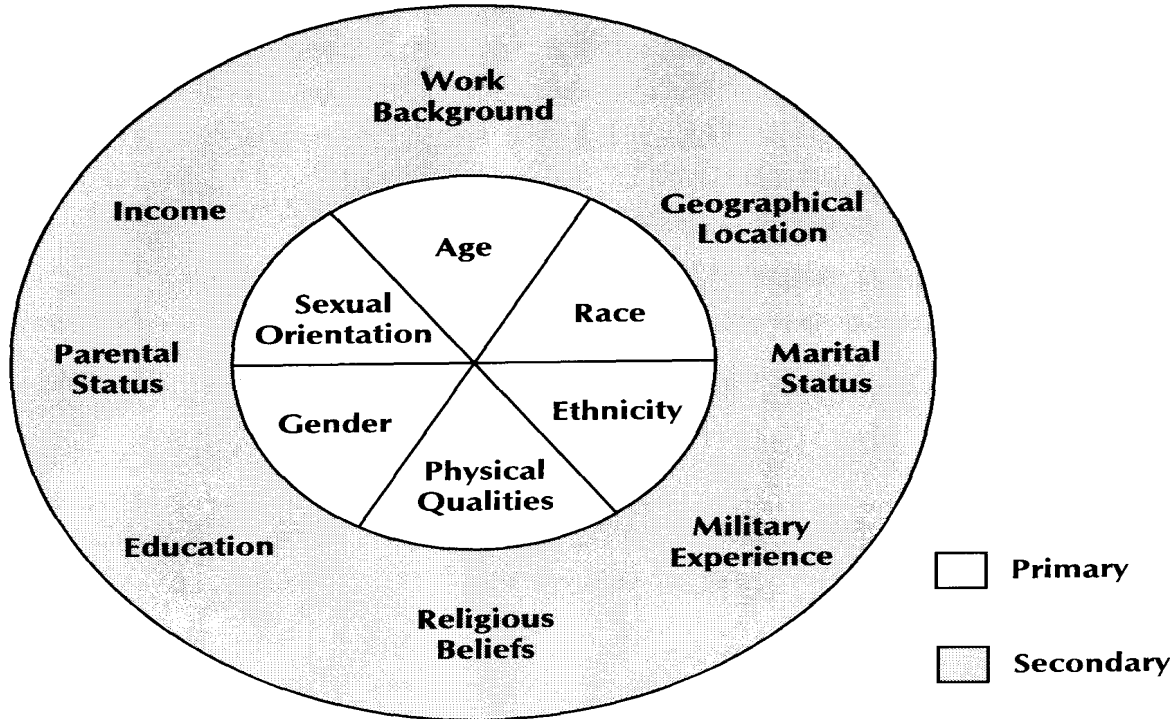 Work
Background
Income
Geographical
Location
Age
Sexual
Orientation
Race
Parental
Status
Marital
Status
Gender
Ethnicity
Physical
Qualities
Education
Military
Experience
Religious
Beliefs
Primary
Secondary